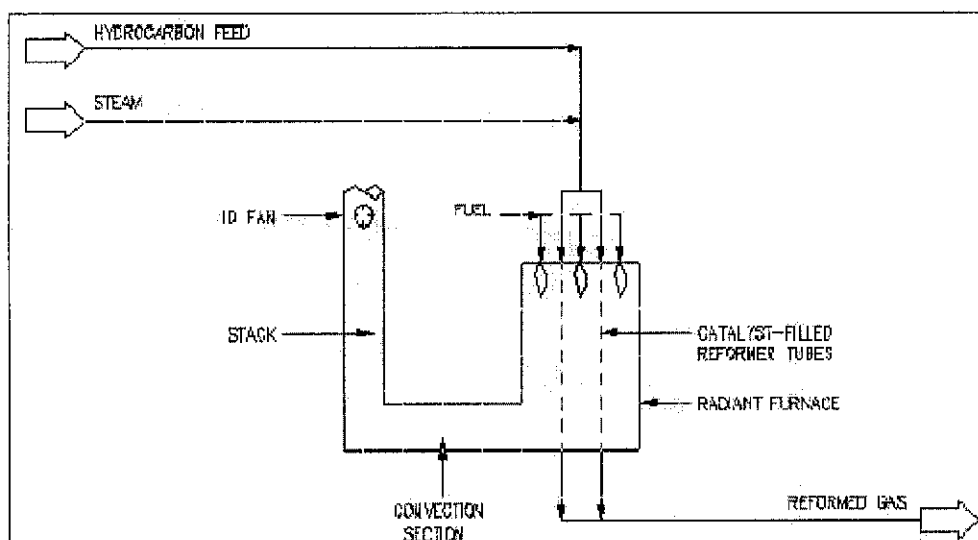 HYDROCARBON FEED
STEAM
ID FAN
FUEL
STACK
CATALYST-FILLED
REFORMER TUBES
RADIANT FURNACE
CONVECTION
SECTION
REFORMED GAS